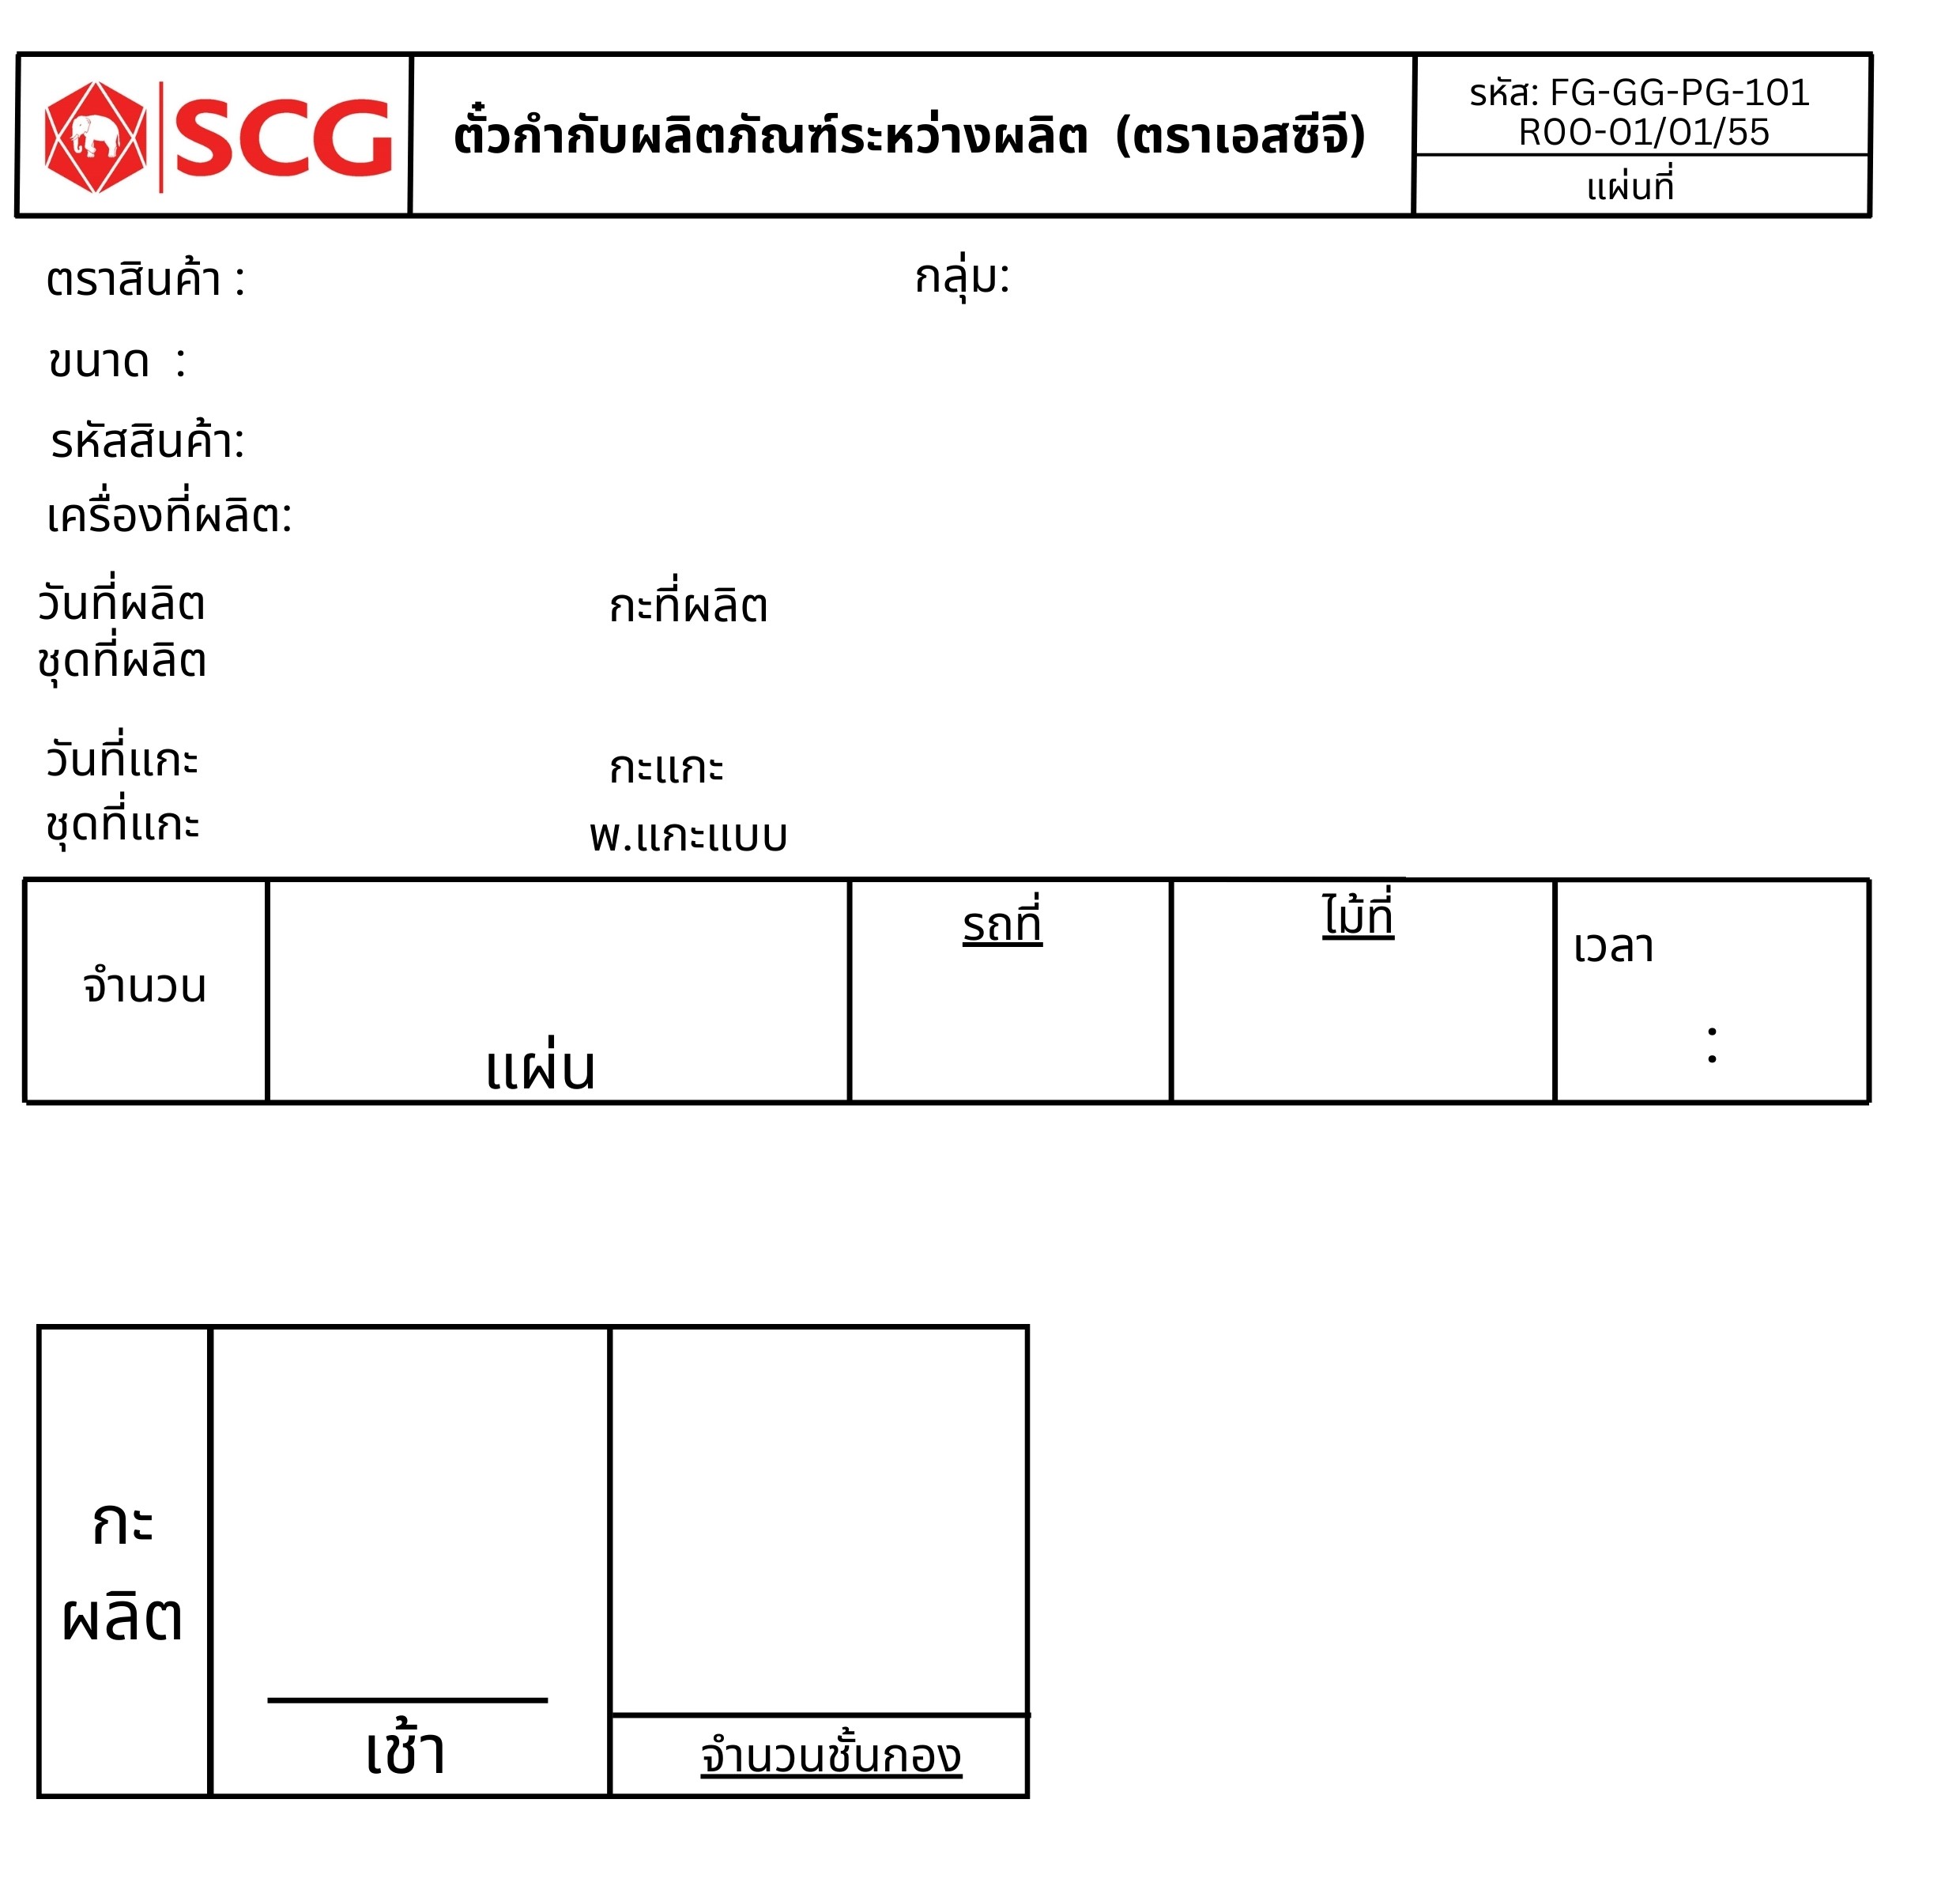 SCG
ตั๋วกำกับผลิตภัณฑ์ระหว่างผลิต (ตราเอสซีจี)
รหัส: FG-GG-PG-101
R00-01/01/55
แผ่นที่
ตราสินค้า : กลุ่ม:
ขนาด :
รหัสสินค้า:
เครื่องที่ผลิต:
วันที่ผลิต กะที่ผลิต
ชุดที่ผลิต
วันที่แกะ กะแกะ
ชุดที่แกะ พ.แกะแบบ
จำนวน แผ่น รถที่ ไม้ที่ เวลา :
กะ
ผลิต
เช้า จำนวนชั้นกอง